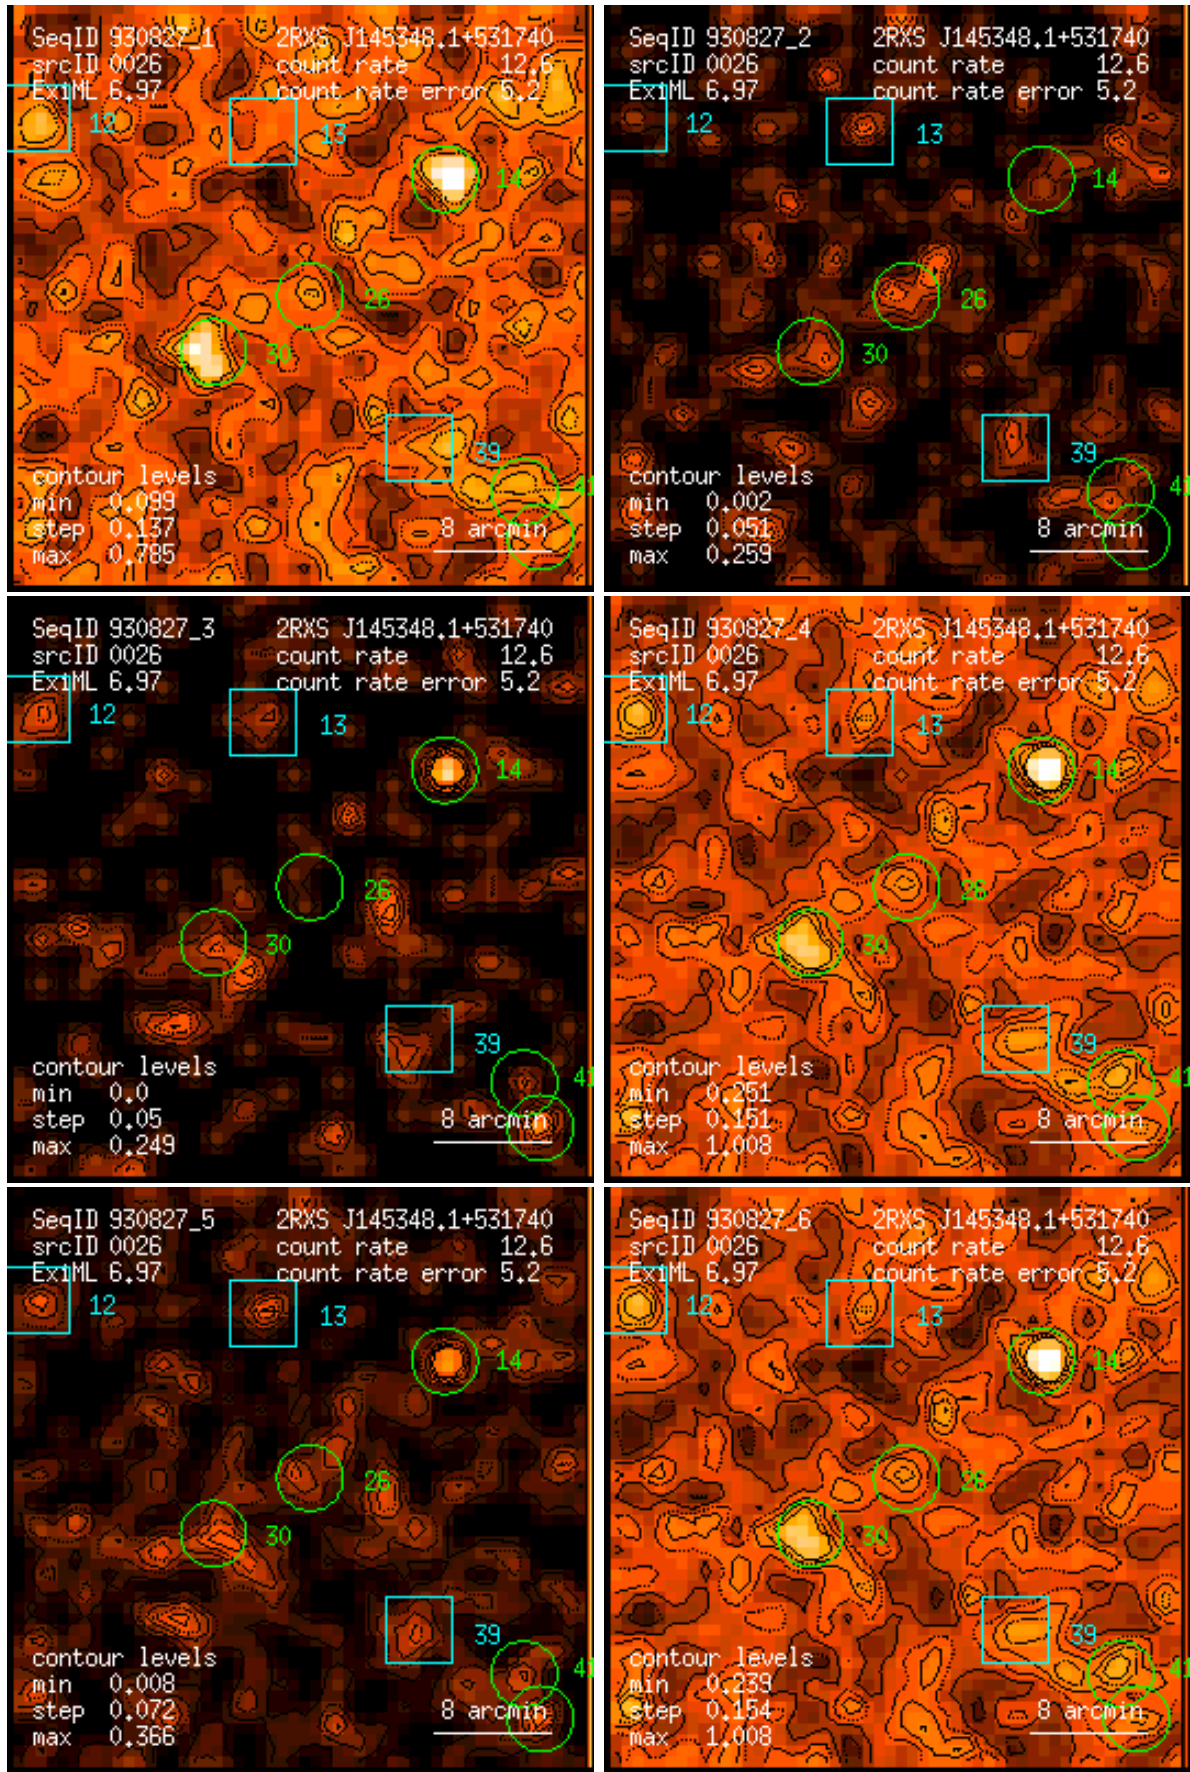 SeqID 930827_1 2RXS J145348.1+531740
srcID 0026 count rate 12.6
ExiML 6.97 count rate error 5.2
12
13
14
26
30
39
41
contour levels
min 0.099
step 0.137
max 0.785
8 arcmin
SeqID 930827_2 2RXS J145348.1+531740
srcID 0026 count rate 12.6
ExiML 6.97 count rate error 5.2
12
13
14
26
30
39
41
contour levels
min 0.002
step 0.051
max 0.259
8 arcmin
SeqID 930827_3 2RXS J145348.1+531740
srcID 0026 count rate 12.6
ExiML 6.97 count rate error 5.2
12
13
14
26
30
39
41
contour levels
min 0.0
step 0.05
max 0.249
8 arcmin
SeqID 930827_4 2RXS J145348.1+531740
srcID 0026 count rate 12.6
ExiML 6.97 count rate error 5.2
12
13
14
26
30
39
41
contour levels
min 0.251
step 0.151
max 1.008
8 arcmin
SeqID 930827_5 2RXS J145348.1+531740
srcID 0026 count rate 12.6
ExiML 6.97 count rate error 5.2
12
13
14
26
30
39
41
contour levels
min 0.008
step 0.072
max 0.366
8 arcmin
SeqID 930827_6 2RXS J145348.1+531740
srcID 0026 count rate 12.6
ExiML 6.97 count rate error 5.2
12
13
14
26
30
39
41
contour levels
min 0.239
step 0.154
max 1.008
8 arcmin